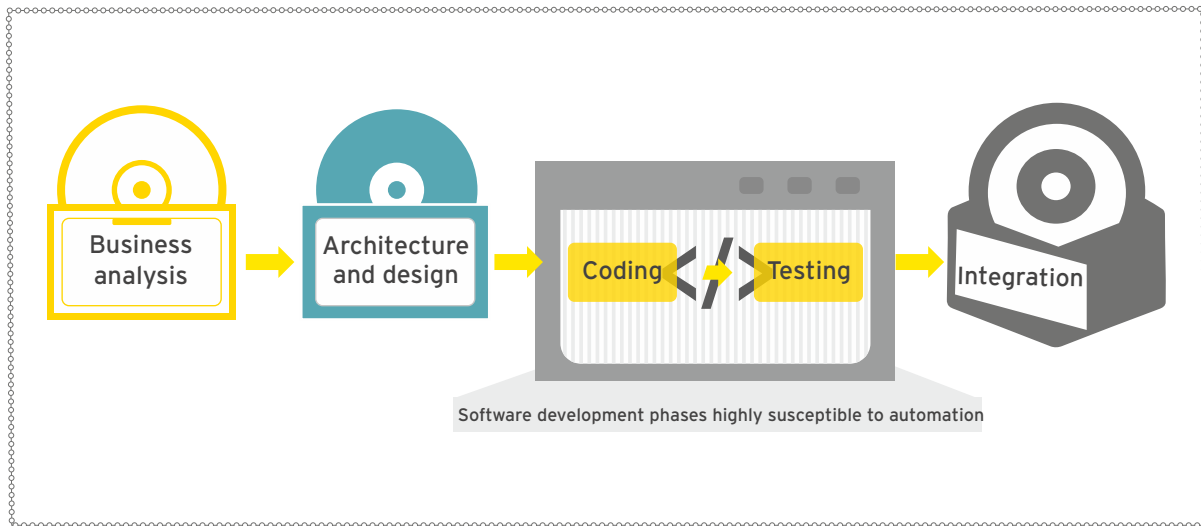 Business
analysis
Architecture
and design
Coding
</>
Testing
Integration
Software development phases highly susceptible to automation